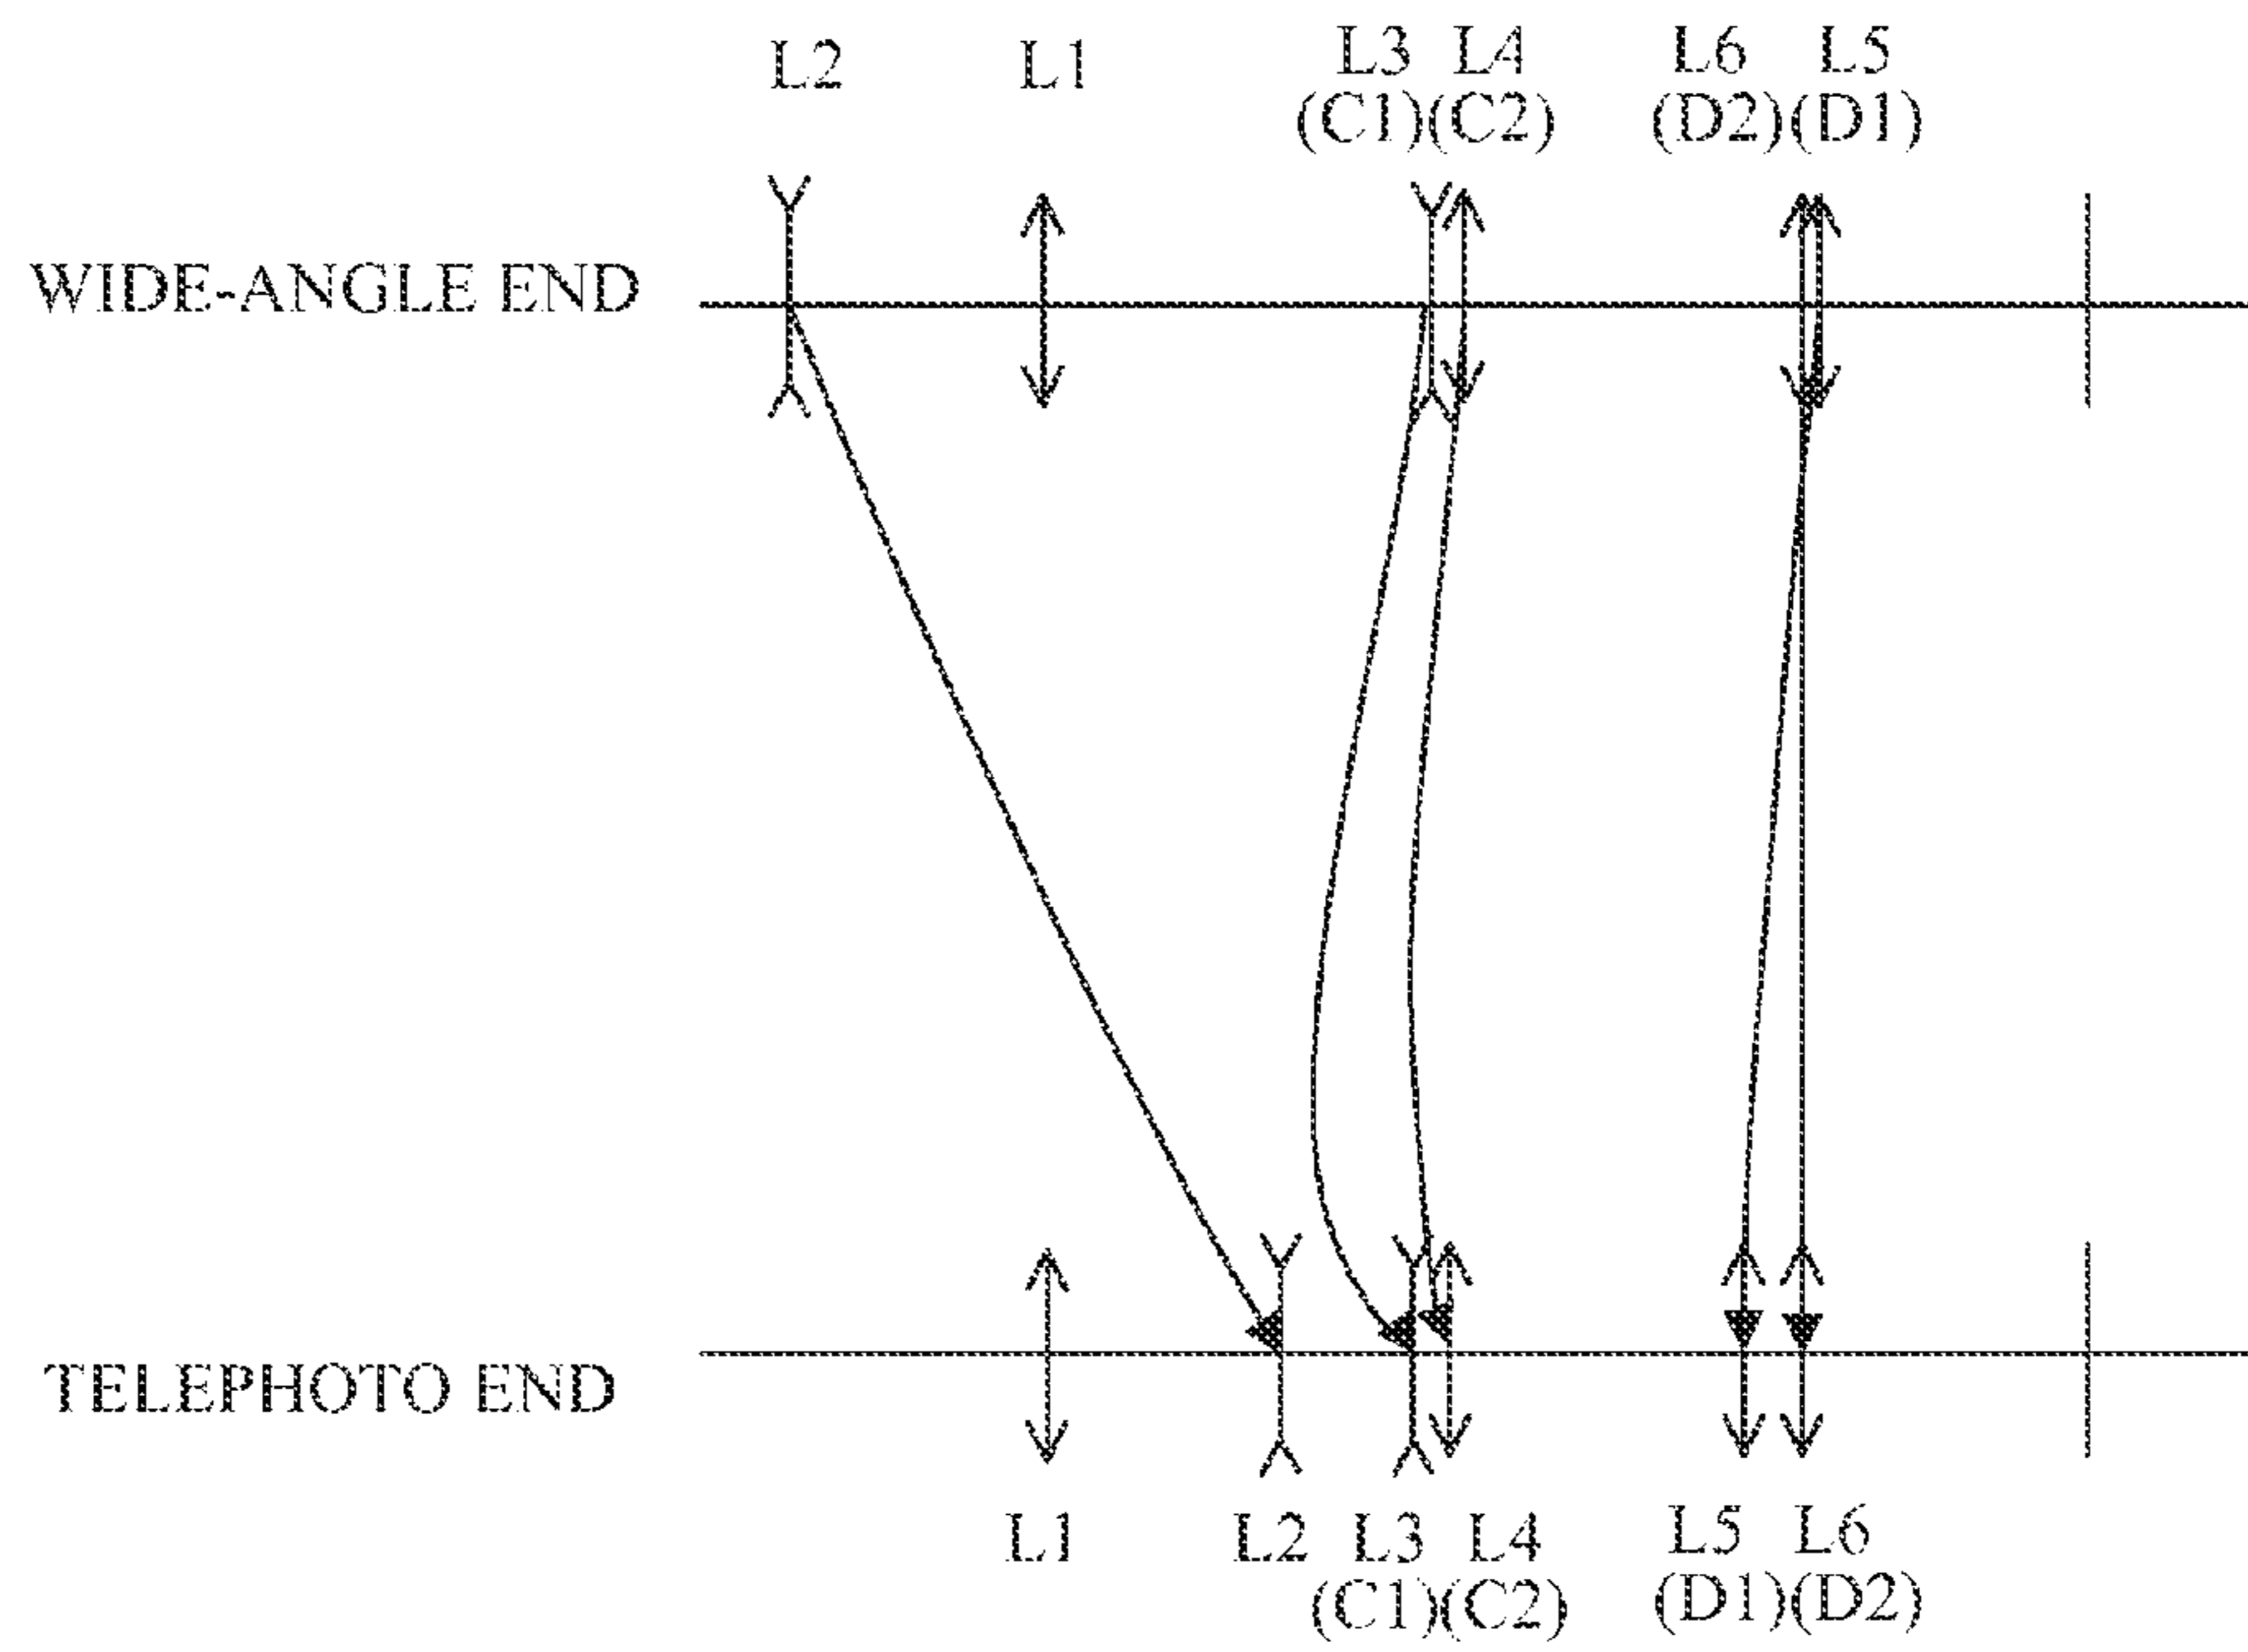 L2 L1 L3 L4 L6 L5
(C1)(C2) (D2)(D1)
WIDE-ANGLE END
TELEPHOTO END
L1 L2 L3 L4 L5 L6
(C1)(C2) (D1)(D2)